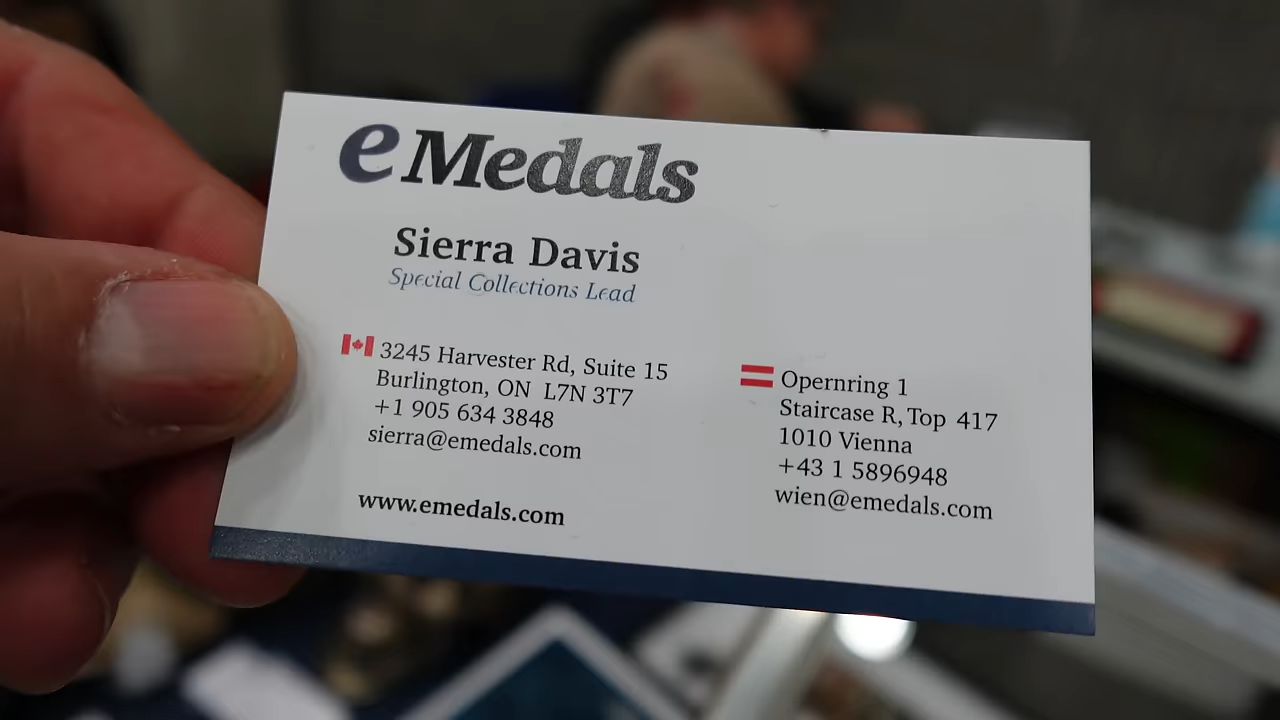 eMedals
Sierra Davis
Special Collections Lead
3245 Harvester Rd, Suite 15
Burlington, ON L7N 3T7
+1 905 634 3848
sierra@emedals.com
www.emedals.com
Opernring 1
Staircase R, Top 417
1010 Vienna
+43 1 5896948
wien@emedals.com